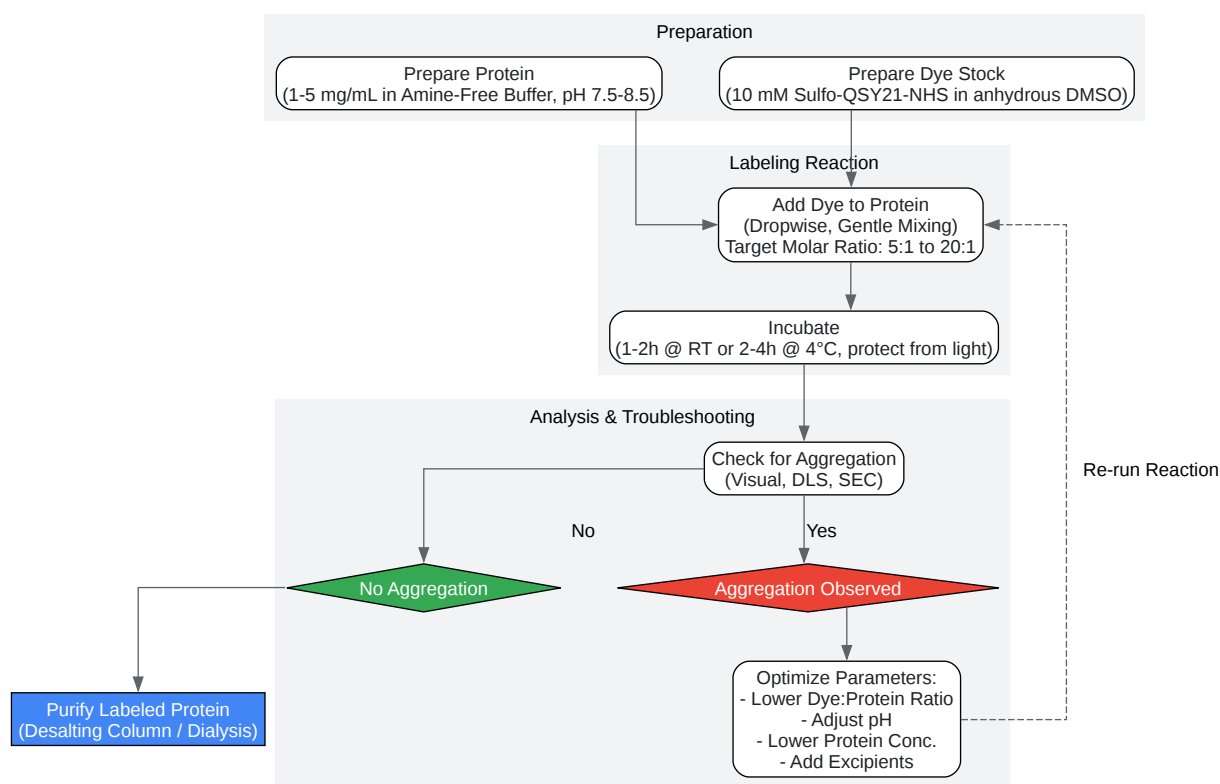 Preparation
Prepare Protein
(1-5 mg/mL in Amine-Free Buffer, pH 7.5-8.5)
Prepare Dye Stock
(10 mM Sulfo-QSY21-NHS in anhydrous DMSO)
Labeling Reaction
Add Dye to Protein
(Dropwise, Gentle Mixing)
Target Molar Ratio: 5:1 to 20:1
Incubate
(1-2h @ RT or 2-4h @ 4°C, protect from light)
Analysis & Troubleshooting
Check for Aggregation
(Visual, DLS, SEC)
Re-run Reaction
No
Yes
No Aggregation
Aggregation Observed
Purify Labeled Protein
(Desalting Column / Dialysis)
Optimize Parameters:
- Lower Dye:Protein Ratio
- Adjust pH
- Lower Protein Conc.
- Add Excipients